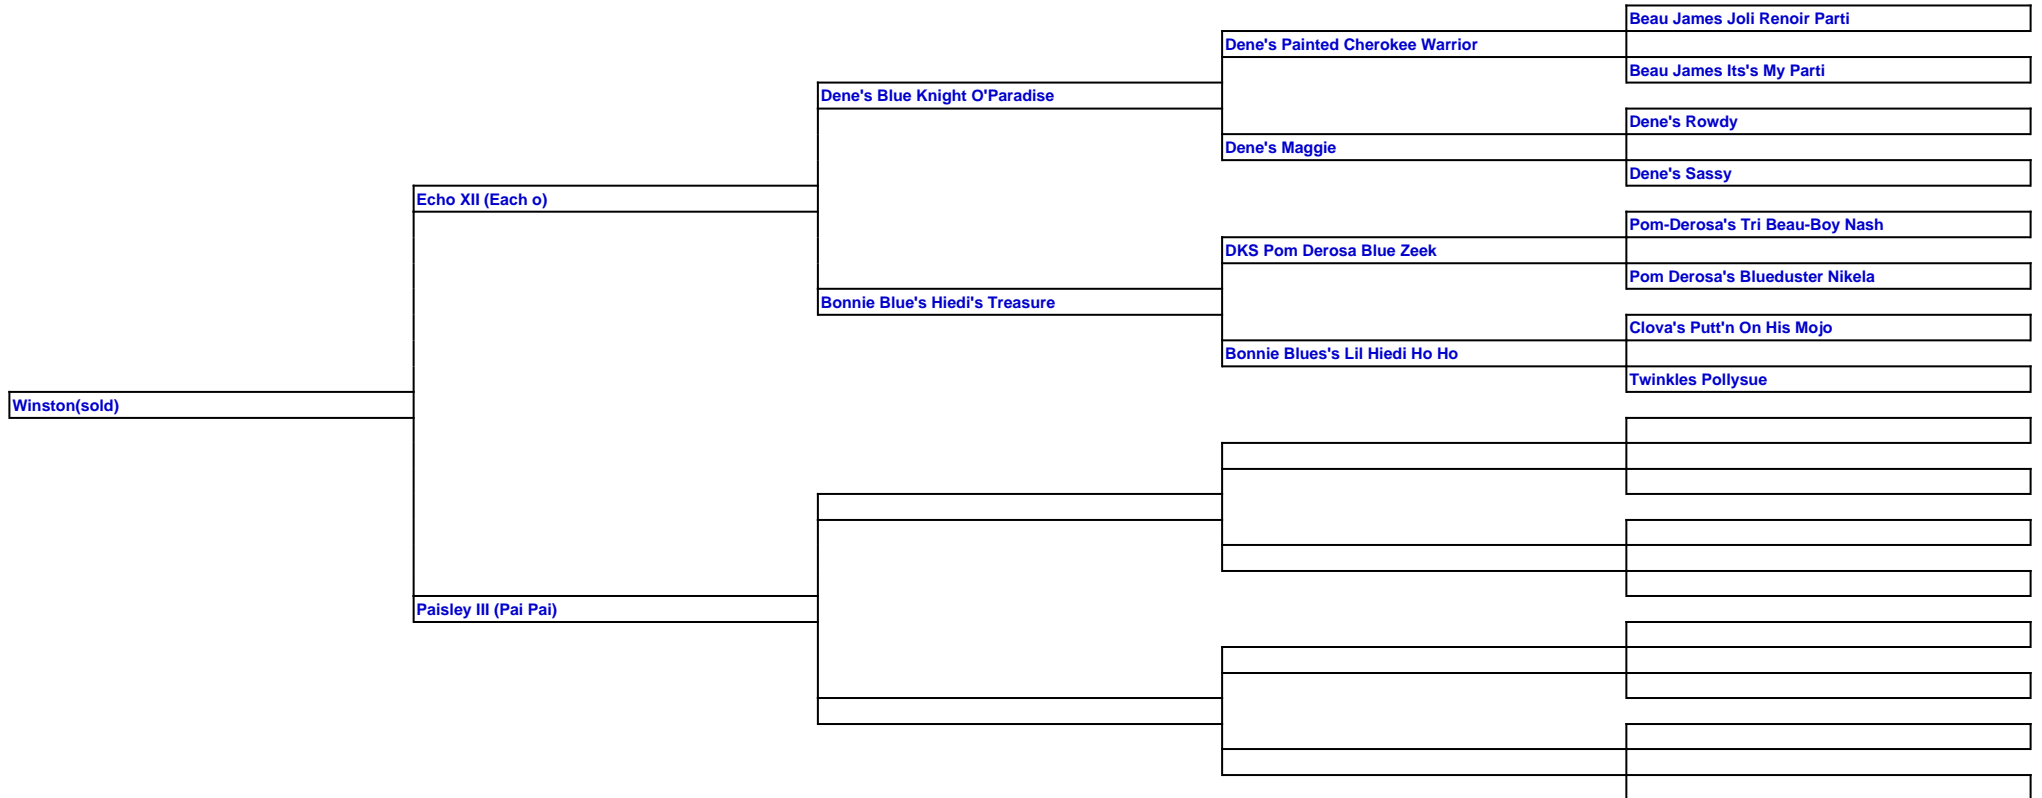 Beau James Joli Renoir Parti
Dene's Painted Cherokee Warrior
Beau James Its's My Parti
Dene's Blue Knight O'Paradise
Dene's Rowdy
Dene's Maggie
Dene's Sassy
Echo XII (Each o)
Pom-Derosa's Tri Beau-Boy Nash
DKS Pom Derosa Blue Zeek
Pom Derosa's Blueduster Nikela
Bonnie Blue's Hiedi's Treasure
Clova's Putt'n On His Mojo
Bonnie Blues's Lil Hiedi Ho Ho
Twinkles Pollysue
Winston(sold)
Paisley III (Pai Pai)